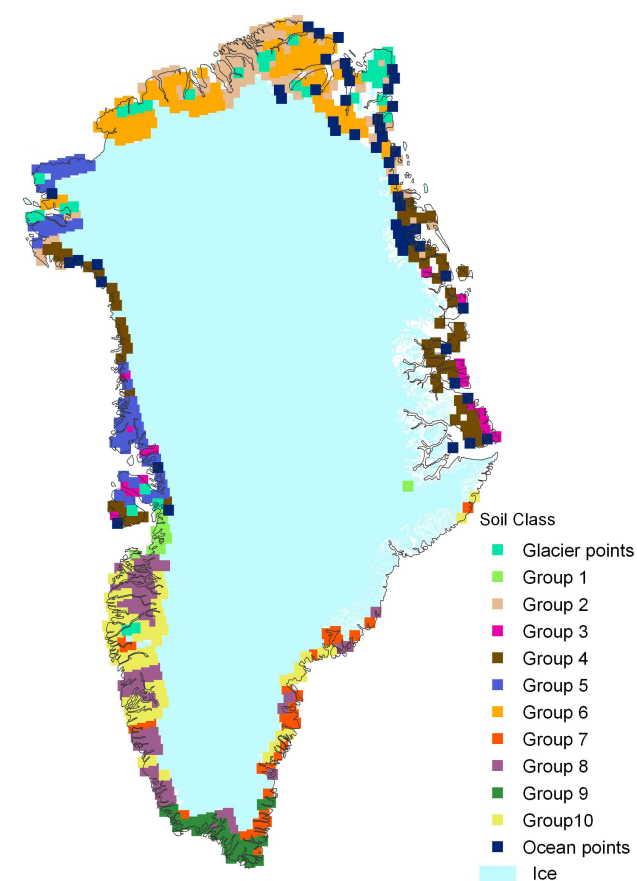 Soil Class
Glacier points
Group 1
Group 2
Group 3
Group 4
Group 5
Group 6
Group 7
Group 8
Group 9
Group10
Ocean points
Ice